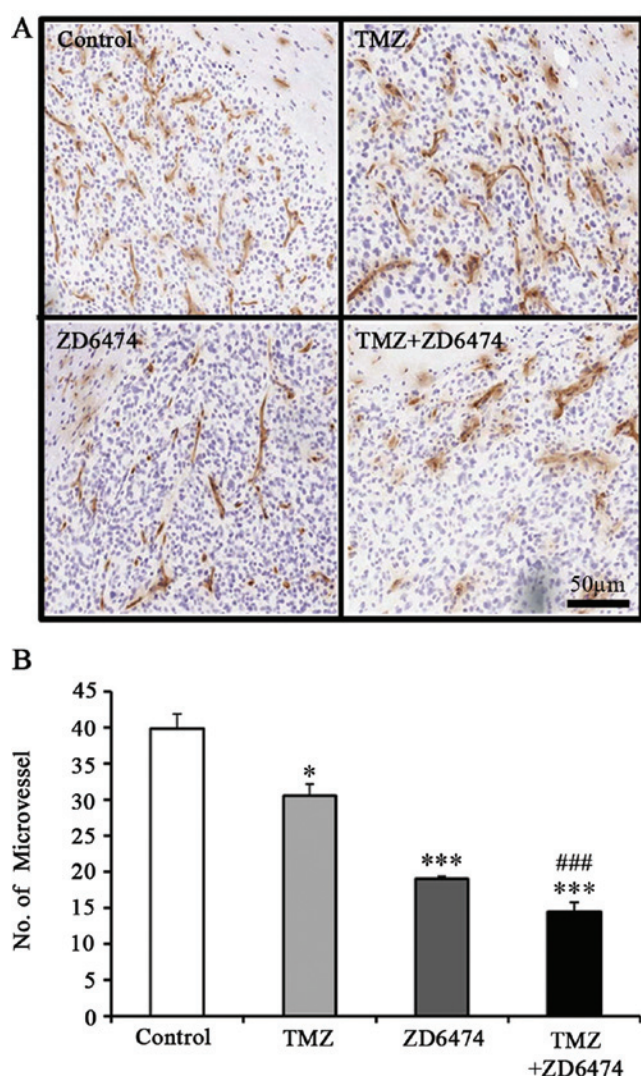 A
Control
TMZ
ZD6474
TMZ+ZD6474
50µm
B
No. of Microvessel
45
40
35
30
25
20
15
10
5
0
*
***
###
***
Control
TMZ
ZD6474
TMZ
+ZD6474